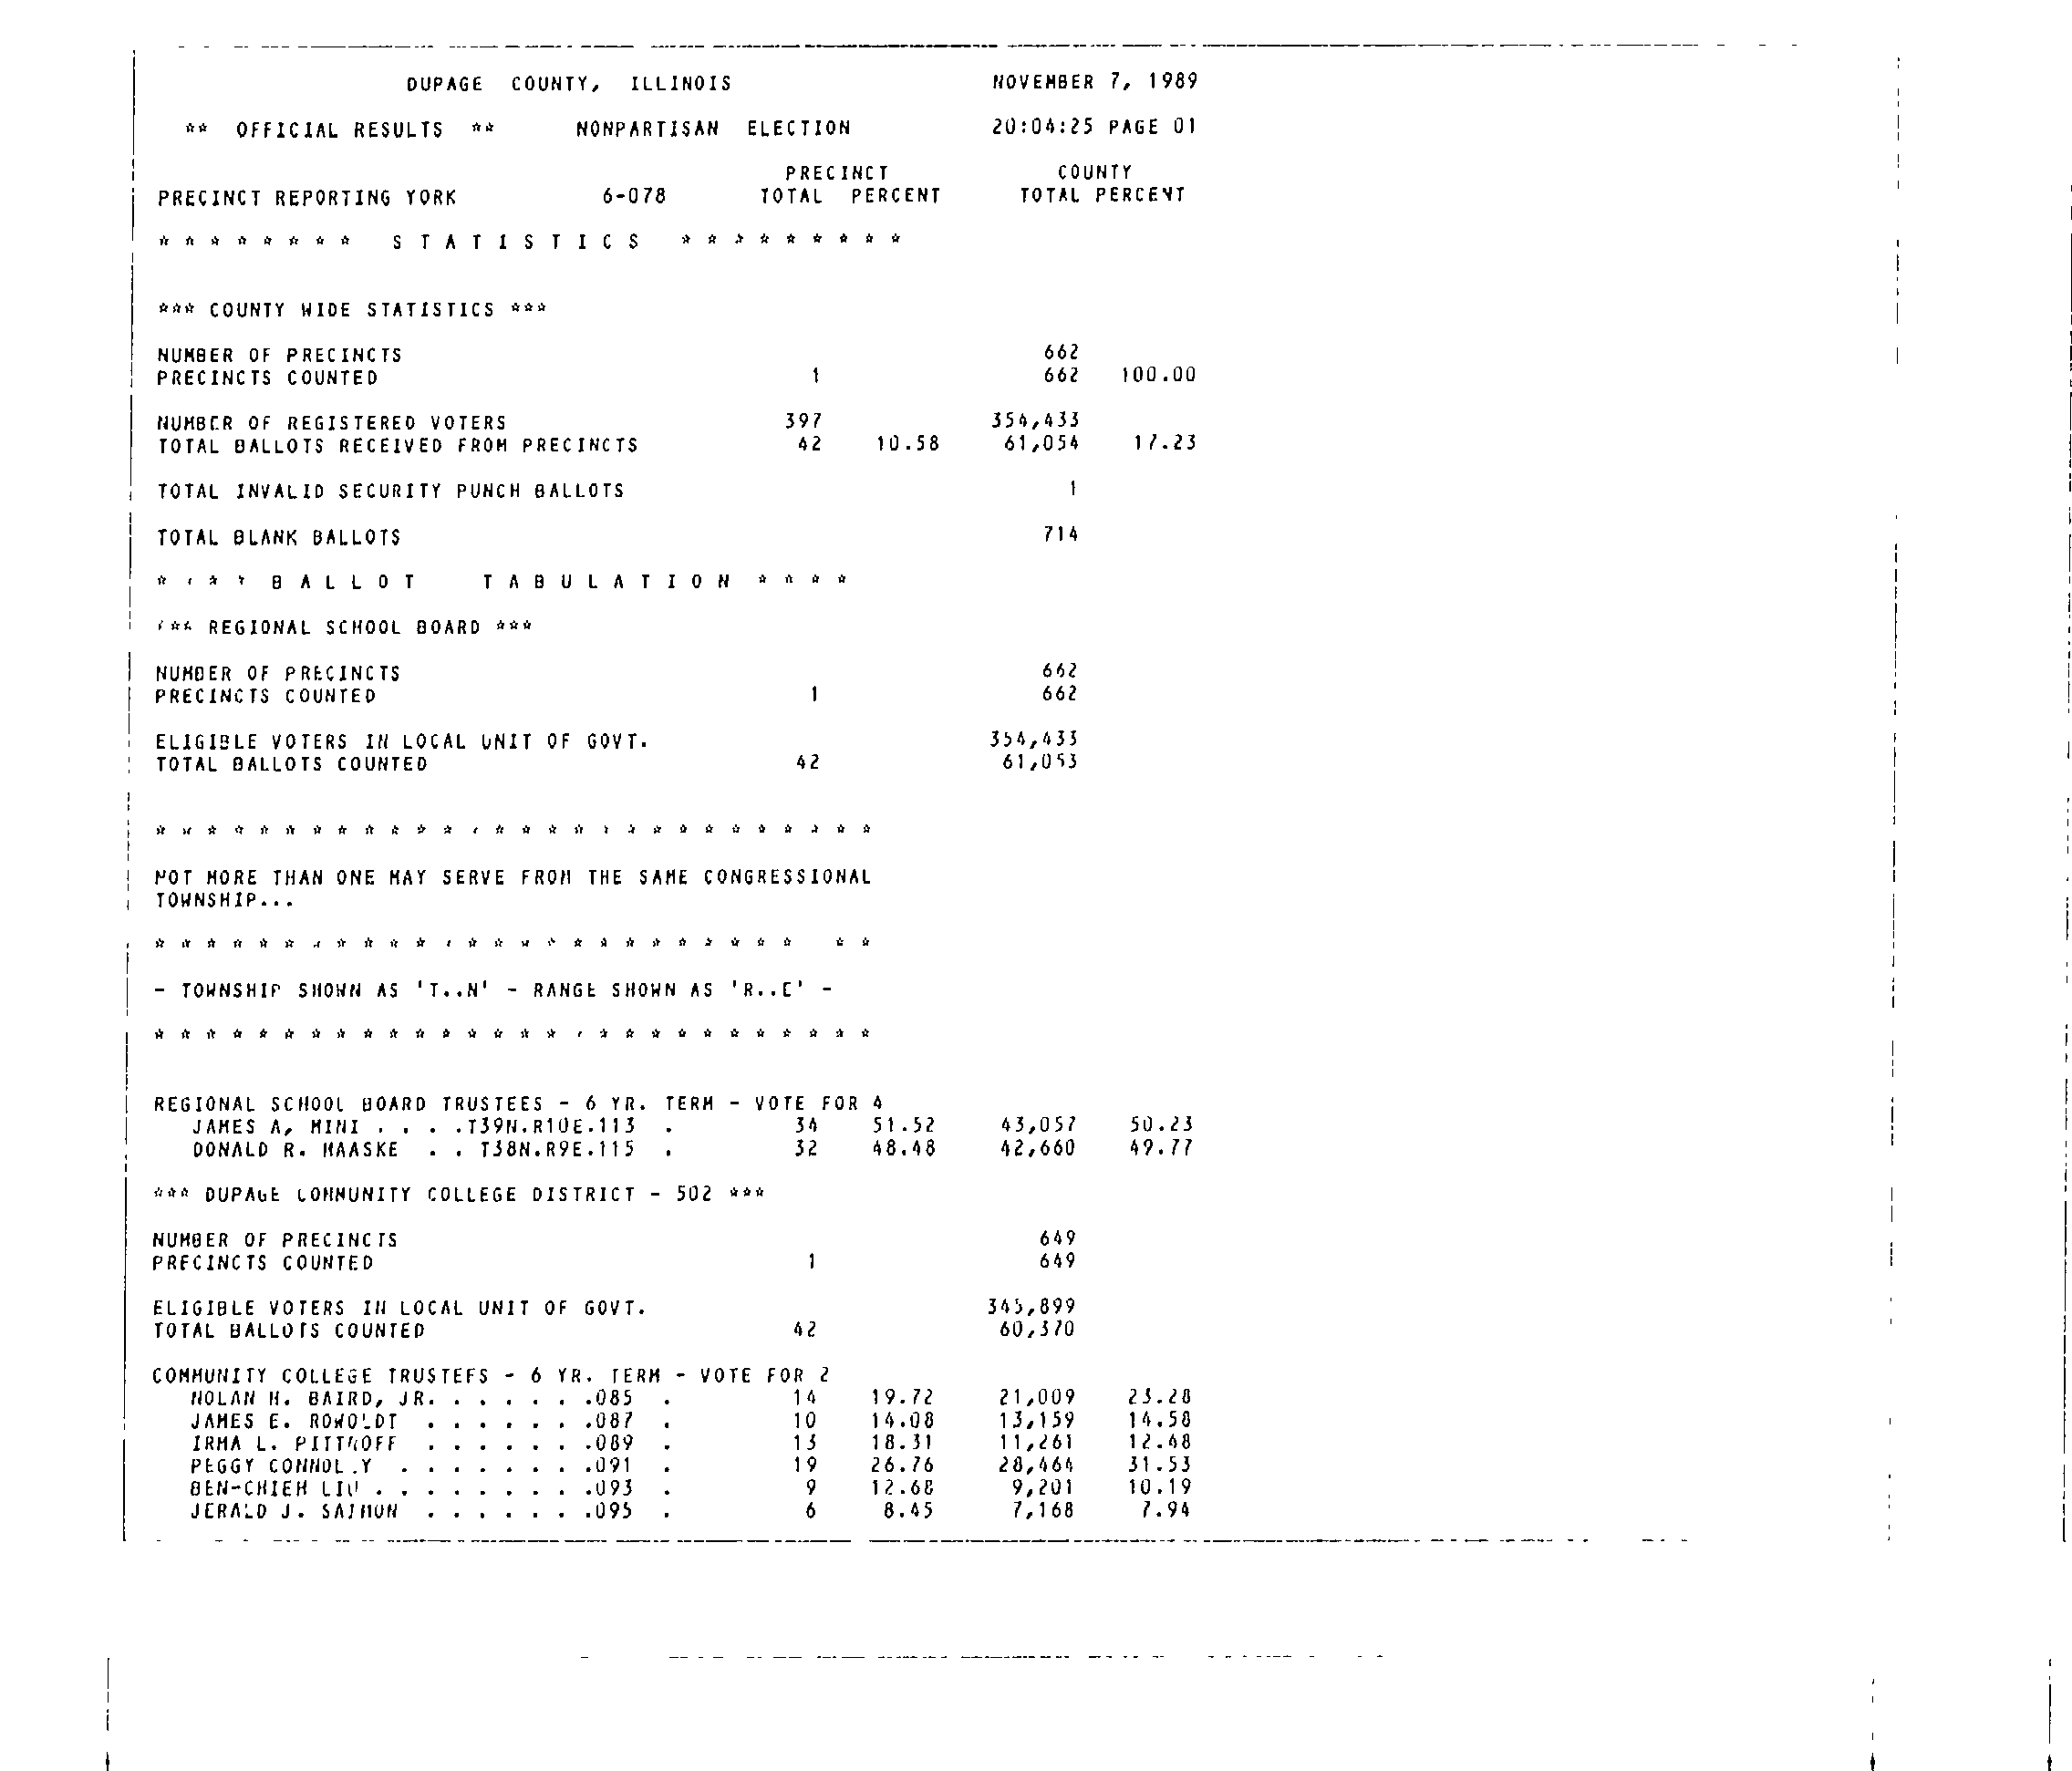 DUPAGE COUNTY, ILLINOIS NOVEMBER 7, 1989
** OFFICIAL RESULTS ** NONPARTISAN ELECTION 20:04:25 PAGE 01
PRECINCT COUNTY
PRECINCT REPORTING YORK 6-078 TOTAL PERCENT TOTAL PERCENT
* * * * * * * * S T A T I S T I C S * * * * * * * * *
*** COUNTY WIDE STATISTICS ***
NUMBER OF PRECINCTS 662
PRECINCTS COUNTED 1 662 100.00
NUMBER OF REGISTERED VOTERS 397 354,433
TOTAL BALLOTS RECEIVED FROM PRECINCTS 42 10.58 61,054 17.23
TOTAL INVALID SECURITY PUNCH BALLOTS 1
TOTAL BLANK BALLOTS 714
* * * * B A L L O T T A B U L A T I O N * * * *
*** REGIONAL SCHOOL BOARD ***
NUMBER OF PRECINCTS 662
PRECINCTS COUNTED 1 662
ELIGIBLE VOTERS IN LOCAL UNIT OF GOVT. 354,433
TOTAL BALLOTS COUNTED 42 61,053
* * * * * * * * * * * * * * * * * * * * * * * * * * * *
NOT MORE THAN ONE MAY SERVE FROM THE SAME CONGRESSIONAL
TOWNSHIP...
* * * * * * * * * * * * * * * * * * * * * * * * * * *
- TOWNSHIP SHOWN AS 'T..N' - RANGE SHOWN AS 'R..E' -
* * * * * * * * * * * * * * * * * * * * * * * * * * * *
REGIONAL SCHOOL BOARD TRUSTEES - 6 YR. TERM - VOTE FOR 4
JAMES A, MINI . . . .T39N.R10E.113 . 34 51.52 43,057 50.23
DONALD R. MAASKE . . T38N.R9E.115 . 32 48.48 42,660 49.77
*** DUPAGE COMMUNITY COLLEGE DISTRICT - 502 ***
NUMBER OF PRECINCTS 649
PRECINCTS COUNTED 1 649
ELIGIBLE VOTERS IN LOCAL UNIT OF GOVT. 345,899
TOTAL BALLOTS COUNTED 42 60,370
COMMUNITY COLLEGE TRUSTEES - 6 YR. TERM - VOTE FOR 2
NOLAN H. BAIRD, JR. . . . . . .085 . 14 19.72 21,009 23.28
JAMES E. ROWOLDT . . . . . . .087 . 10 14.08 13,159 14.58
IRMA L. PITTROFF . . . . . . .089 . 13 18.31 11,261 12.48
PEGGY CONNOLLY . . . . . . . .091 . 19 26.76 28,464 31.53
BEN-CHIEH LIU . . . . . . . . .093 . 9 12.68 9,201 10.19
JERALD J. SAIMON . . . . . . .095 . 6 8.45 7,168 7.94